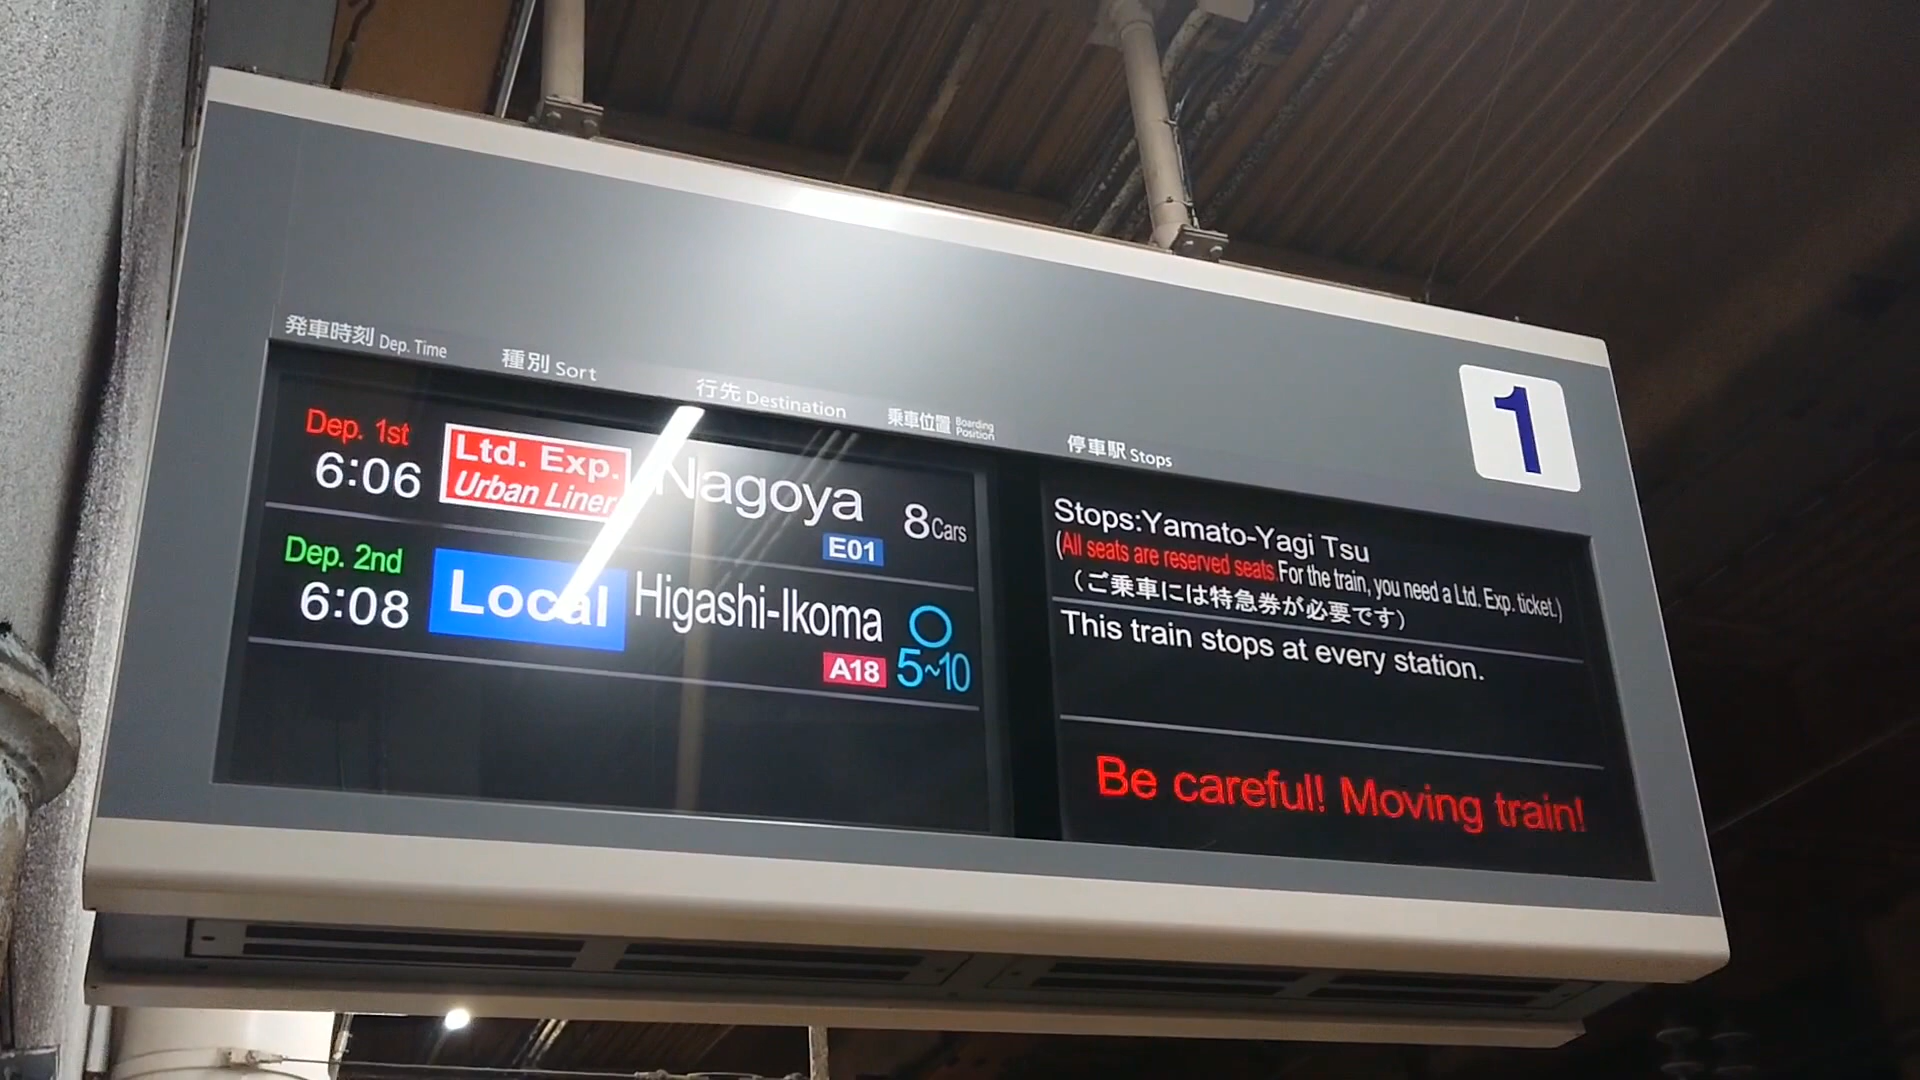 発車時刻 Dep. Time 種別 Sort 行先 Destination 乗車位置 Boarding Position 停車駅 Stops
1
Dep. 1st
6:06 Ltd. Exp. Urban Liner Nagoya E01 8Cars
Dep. 2nd
6:08 Local Higashi-Ikoma A18 ○ 5~10
Stops:Yamato-Yagi Tsu
(All seats are reserved seats.For the train, you need a Ltd. Exp. ticket.)
（ご乗車には特急券が必要です）
This train stops at every station.
Be careful! Moving train!